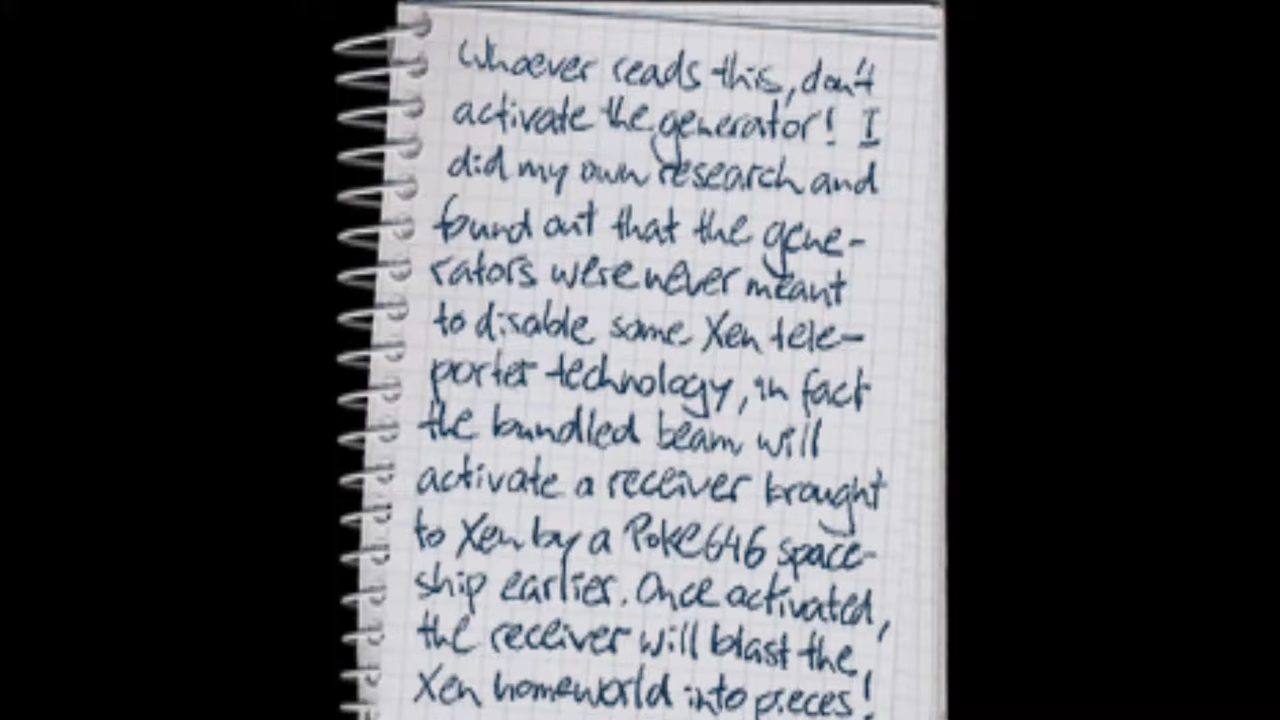 Whoever reads this, don't
activate the generator! I
did my own research and
found out that the gene-
rators were never meant
to disable some Xen tele-
porter technology, in fact
the bundled beam will
activate a receiver brought
to Xen by a Poke646 space-
ship earlier. Once activated,
the receiver will blast the
Xen homeworld into pieces!